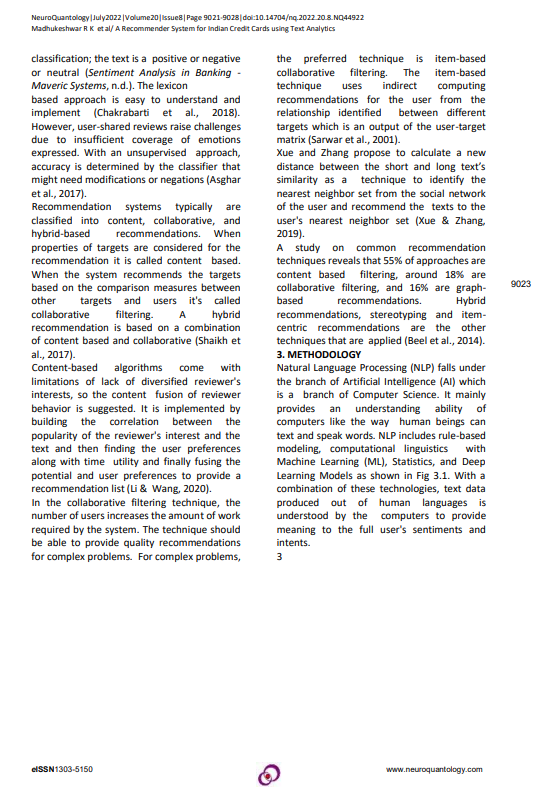 NeuroQuantology|July2022|Volume20|Issue8|Page 9021-9028|doi:10.14704/nq.2022.20.8.NQ44922
Madhukeshwar R K et al/ A Recommender System for Indian Credit Cards using Text Analytics
classification; the text is a positive or negative
or neutral (Sentiment Analysis in Banking -
Maveric Systems, n.d.). The lexicon
based approach is easy to understand and
implement (Chakrabarti et al., 2018).
However, user-shared reviews raise challenges
due to insufficient coverage of emotions
expressed. With an unsupervised approach,
accuracy is determined by the classifier that
might need modifications or negations (Asghar
et al., 2017).
Recommendation systems typically are
classified into content, collaborative, and
hybrid-based recommendations. When
properties of targets are considered for the
recommendation it is called content based.
When the system recommends the targets
based on the comparison measures between
other targets and users it's called
collaborative filtering. A hybrid
recommendation is based on a combination
of content based and collaborative (Shaikh et
al., 2017).
Content-based algorithms come with
limitations of lack of diversified reviewer's
interests, so the content fusion of reviewer
behavior is suggested. It is implemented by
building the correlation between the
popularity of the reviewer's interest and the
text and then finding the user preferences
along with time utility and finally fusing the
potential and user preferences to provide a
recommendation list (Li & Wang, 2020).
In the collaborative filtering technique, the
number of users increases the amount of work
required by the system. The technique should
be able to provide quality recommendations
for complex problems. For complex problems,
the preferred technique is item-based
collaborative filtering. The item-based
technique uses indirect computing
recommendations for the user from the
relationship identified between different
targets which is an output of the user-target
matrix (Sarwar et al., 2001).
Xue and Zhang propose to calculate a new
distance between the short and long text's
similarity as a technique to identify the
nearest neighbor set from the social network
of the user and recommend the texts to the
user's nearest neighbor set (Xue & Zhang,
2019).
A study on common recommendation
techniques reveals that 55% of approaches are
content based filtering, around 18% are
collaborative filtering, and 16% are graph-
based recommendations. Hybrid
recommendations, stereotyping and item-
centric recommendations are the other
techniques that are applied (Beel et al., 2014).
3. METHODOLOGY
Natural Language Processing (NLP) falls under
the branch of Artificial Intelligence (AI) which
is a branch of Computer Science. It mainly
provides an understanding ability of
computers like the way human beings can
text and speak words. NLP includes rule-based
modeling, computational linguistics with
Machine Learning (ML), Statistics, and Deep
Learning Models as shown in Fig 3.1. With a
combination of these technologies, text data
produced out of human languages is
understood by the computers to provide
meaning to the full user's sentiments and
intents.
3
9023
eISSN1303-5150
www.neuroquantology.com